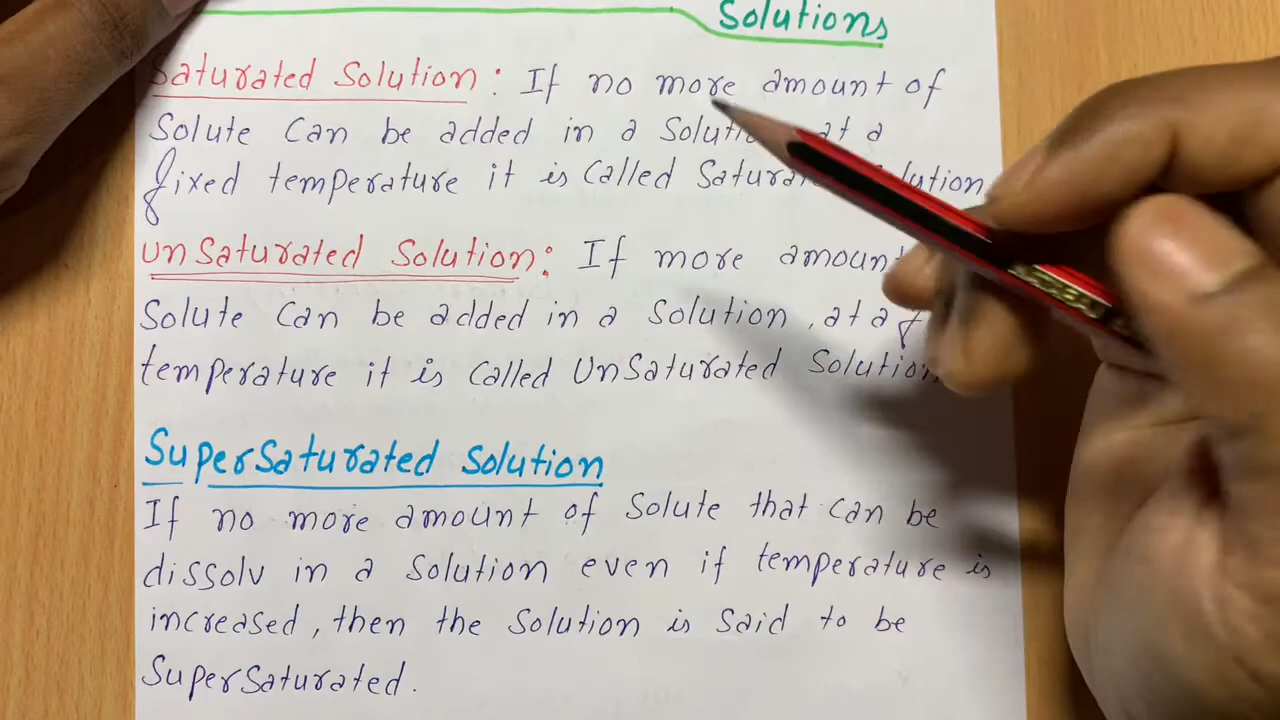 Solutions
Saturated Solution: If no more amount of
Solute can be added in a Solution at a
fixed temperature it is called Saturated Solution
UnSaturated Solution: If more amount
Solute can be added in a Solution, at a
temperature it is called UnSaturated Solution
SuperSaturated Solution
If no more amount of Solute that can be
dissolv in a Solution even if temperature is
increased, then the Solution is said to be
SuperSaturated.